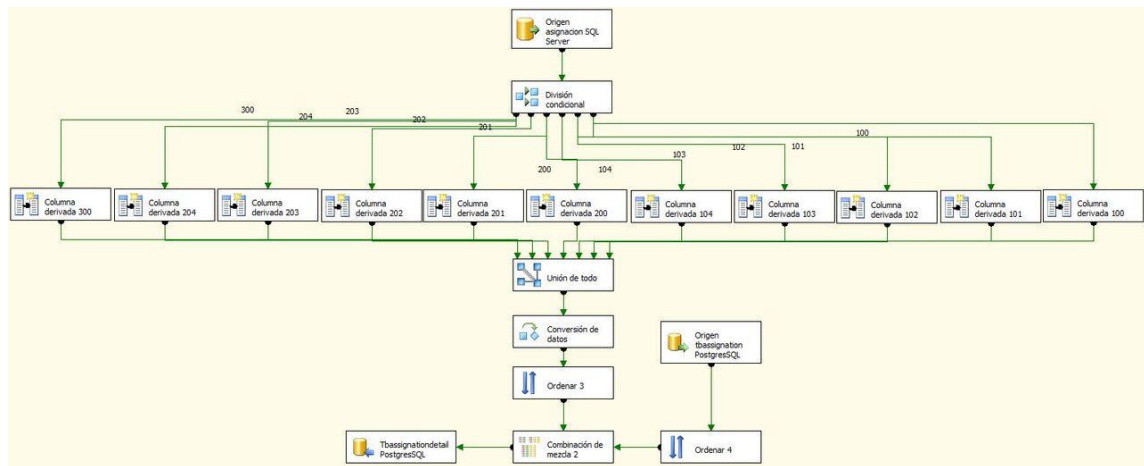 Origen
asignacion SQL
Server
División
condicional
300
204
203
202
201
200
104
103
102
101
100
Columna
derivada 300
Columna
derivada 204
Columna
derivada 203
Columna
derivada 202
Columna
derivada 201
Columna
derivada 200
Columna
derivada 104
Columna
derivada 103
Columna
derivada 102
Columna
derivada 101
Columna
derivada 100
Unión de todo
Conversión de
datos
Origen
tbassignation
PostgresSQL
Ordenar 3
Tbassignationdetail
PostgresSQL
Combinación de
mezcla 2
Ordenar 4